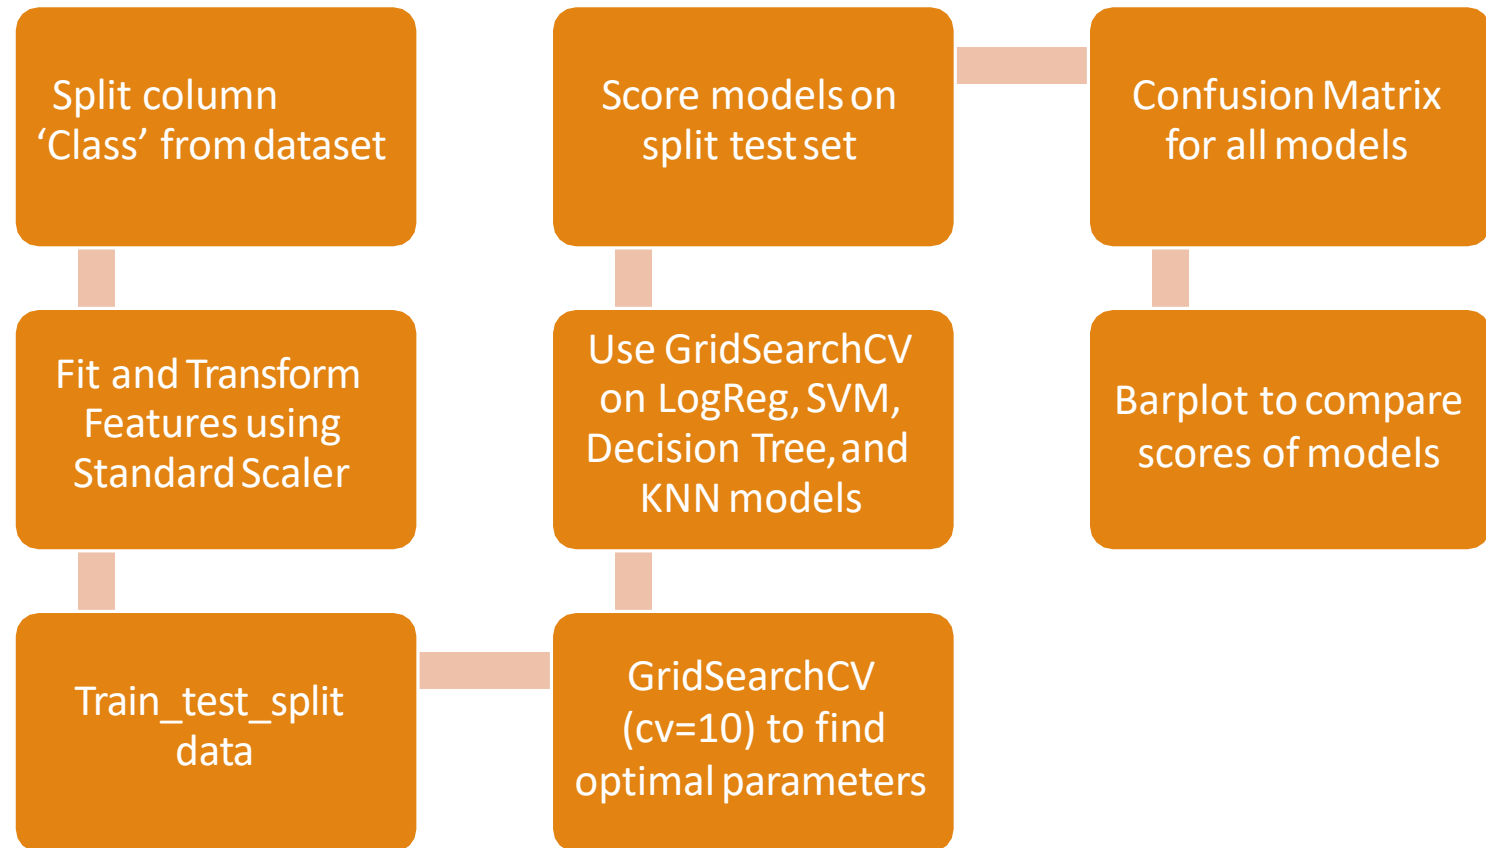 Split column
‘Class’ from dataset
Fit and Transform
Features using
Standard Scaler
Train_test_split
data
GridSearchCV
(cv=10) to find
optimal parameters
Use GridSearchCV
on LogReg, SVM,
Decision Tree, and
KNN models
Score models on
split test set
Confusion Matrix
for all models
Barplot to compare
scores of models